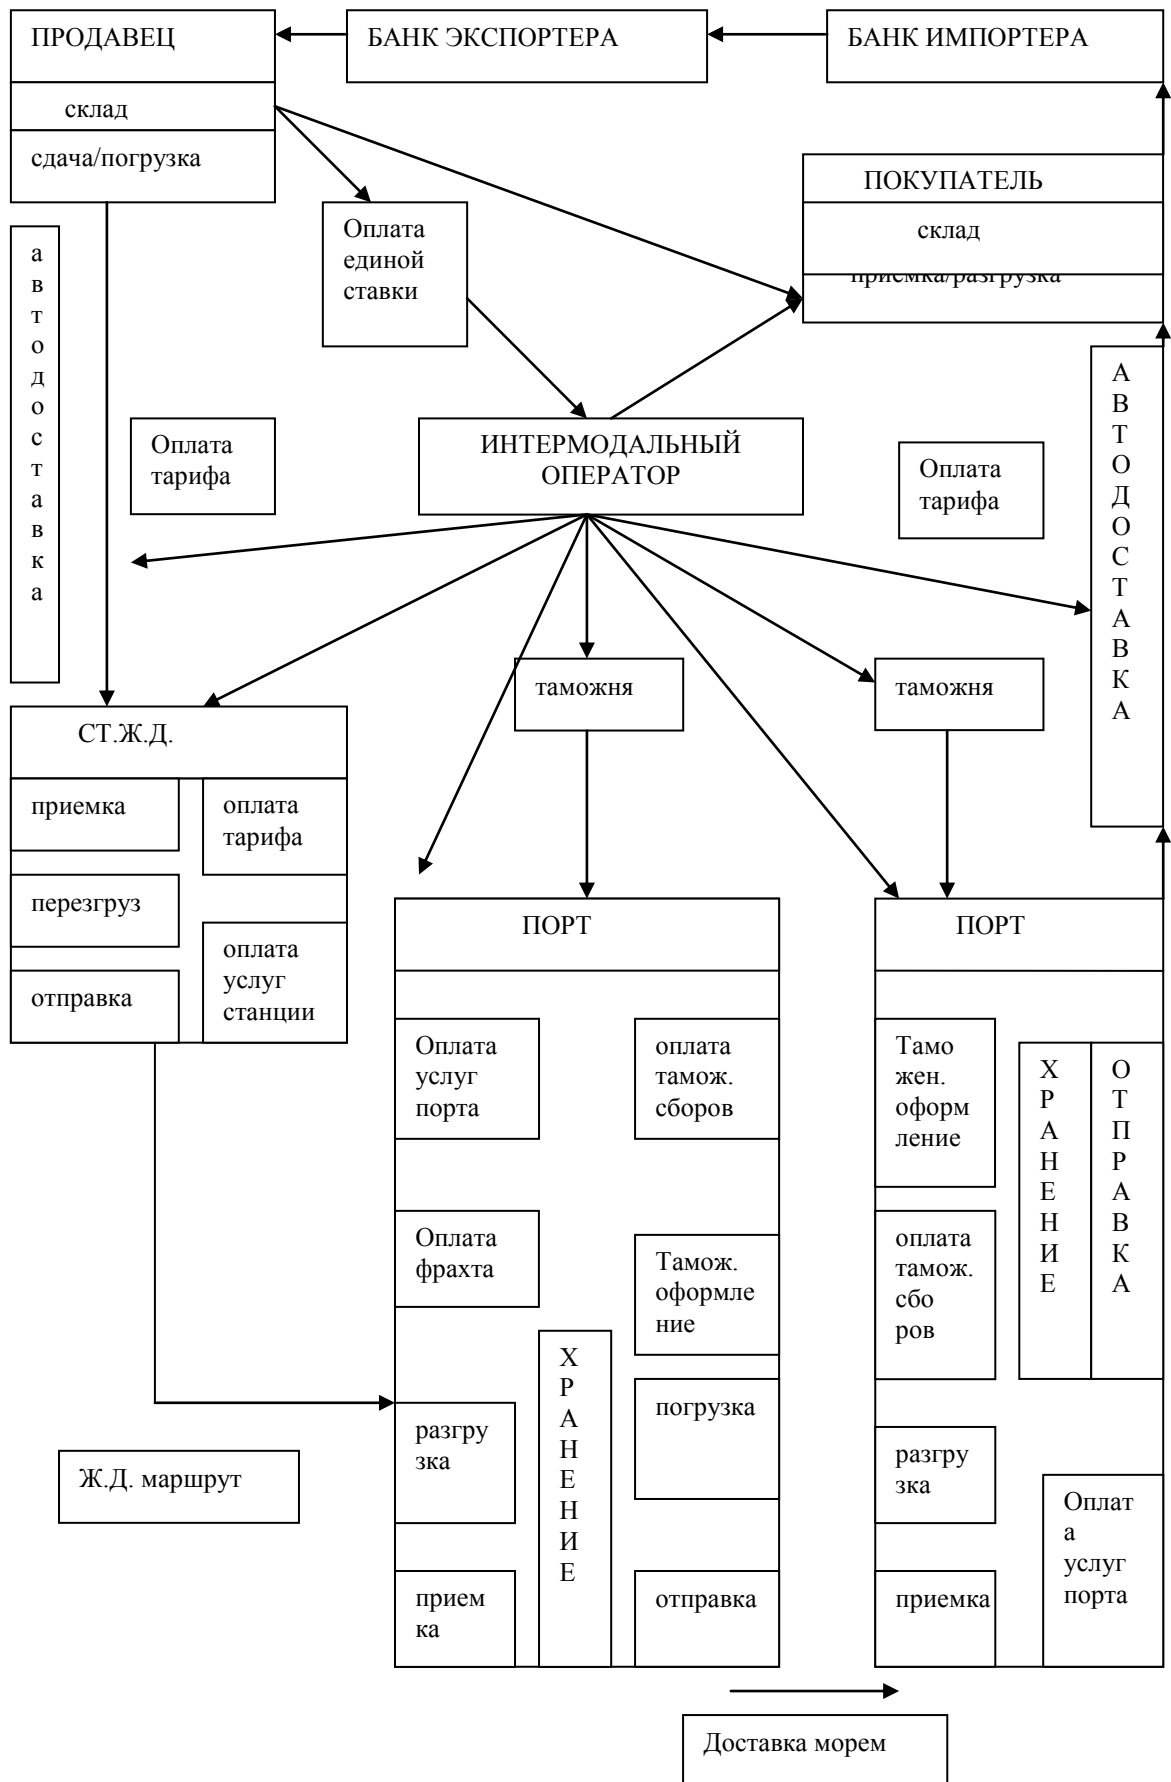 ПРОДАВЕЦ
БАНК ЭКСПОРТЕРА
БАНК ИМПОРТЕРА
склад
сдача/погрузка
ПОКУПАТЕЛЬ
склад
приемка/разгрузка
Оплата
единой
ставки
а
в
т
о
д
о
с
т
а
в
к
а
Оплата
тарифа
ИНТЕРМОДАЛЬНЫЙ
ОПЕРАТОР
Оплата
тарифа
А
В
Т
О
Д
О
С
Т
А
В
К
А
таможня
таможня
СТ.Ж.Д.
приемка
оплата
тарифа
перезгруз
оплата
услуг
станции
отправка
ПОРТ
Оплата
услуг
порта
оплата
тамож.
сборов
Оплата
фрахта
Тамож.
оформле
ние
Х
Р
А
Н
Е
Н
И
Е
погрузка
разгру
зка
прием
ка
отправка
ПОРТ
Тамо
жен.
оформ
ление
Х
Р
А
Н
Е
Н
И
Е
О
Т
П
Р
А
В
К
А
оплата
тамож.
сбо
ров
разгру
зка
Оплат
а
услуг
порта
приемка
Ж.Д. маршрут
Доставка морем